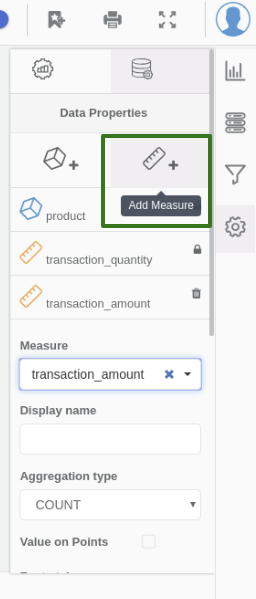 Data Properties
product
Add Measure
transaction_quantity
transaction_amount
Measure
transaction_amount
Display name
Aggregation type
COUNT
Value on Points